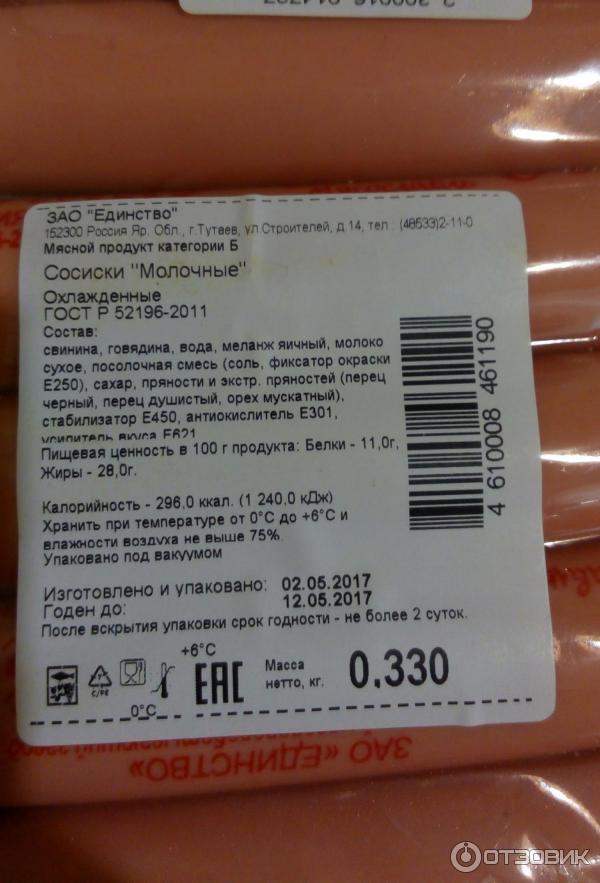 ЗАО "Единство"
152300 Россия Яр. Обл., г.Тутаев, ул.Строителей, д.14, тел.: (48533)2-11-0
Мясной продукт категории Б
Сосиски "Молочные"
Охлажденные
ГОСТ Р 52196-2011
Состав:
свинина, говядина, вода, меланж яичный, молоко
сухое, посолочная смесь (соль, фиксатор окраски
Е250), сахар, пряности и экстр. пряностей (перец
черный, перец душистый, орех мускатный),
стабилизатор Е450, антиокислитель Е301,
усилитель вкуса Е621
Пищевая ценность в 100 г продукта: Белки - 11,0г,
Жиры - 28,0г.
Калорийность - 296,0 ккал. (1 240,0 кДж)
Хранить при температуре от 0°С до +6°С и
влажности воздуха не выше 75%.
Упаковано под вакуумом
Изготовлено и упаковано: 02.05.2017
Годен до: 12.05.2017
После вскрытия упаковки срок годности - не более 2 суток.
+6°С
0°С
C/PE
EAC
Масса
нетто, кг.
0.330
4 610008 461190
ЗАО «ЕДИНСТВО»
ОТЗОВИК